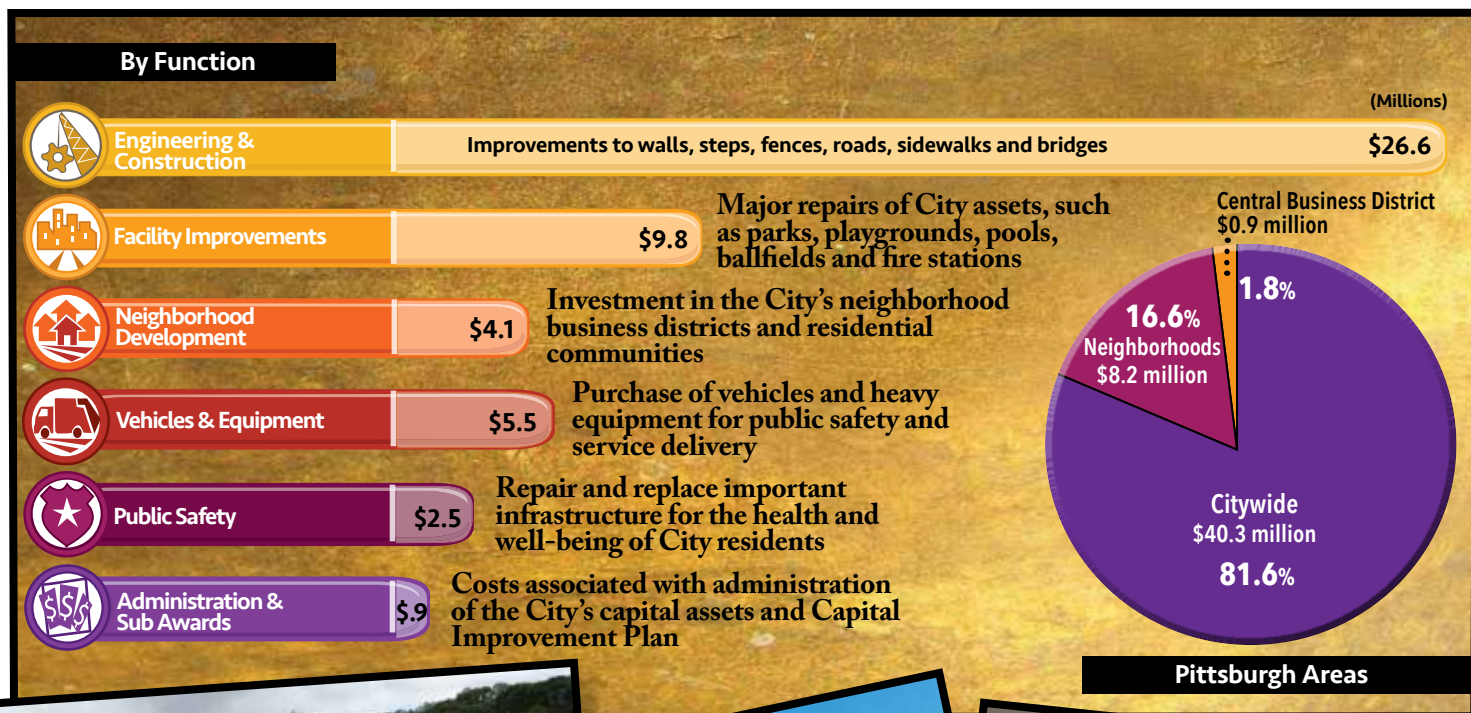 By Function
(Millions)
Engineering &
Construction
Improvements to walls, steps, fences, roads, sidewalks and bridges
$26.6
Facility Improvements
$9.8
Major repairs of City assets, such
as parks, playgrounds, pools,
ballfields and fire stations
Neighborhood
Development
$4.1
Investment in the City's neighborhood
business districts and residential
communities
Vehicles & Equipment
$5.5
Purchase of vehicles and heavy
equipment for public safety and
service delivery
Public Safety
$2.5
Repair and replace important
infrastructure for the health and
well-being of City residents
$$$
Administration &
Sub Awards
$.9
Costs associated with administration
of the City's capital assets and Capital
Improvement Plan
Central Business District
$0.9 million
1.8%
16.6%
Neighborhoods
$8.2 million
Citywide
$40.3 million
81.6%
Pittsburgh Areas